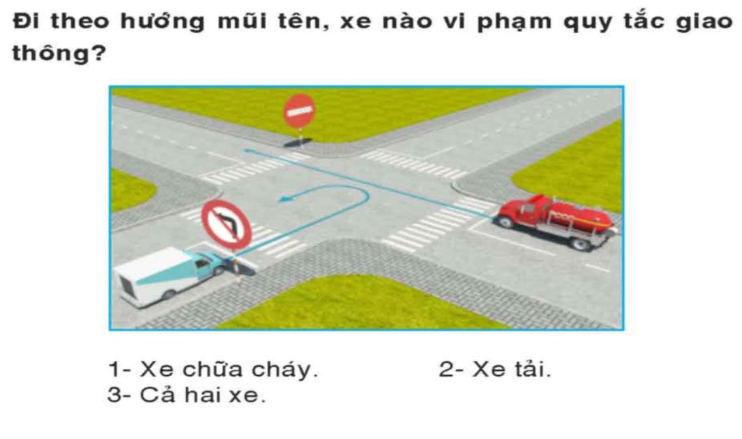 Đi theo hướng mũi tên, xe nào vi phạm quy tắc giao
thông?
1- Xe chữa cháy. 2- Xe tải.
3- Cả hai xe.